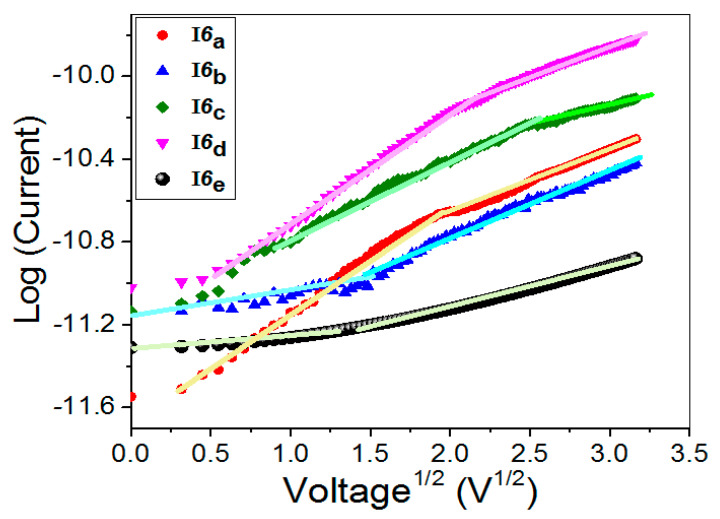 I6a
I6b
I6c
I6d
I6e
-10.0
-10.4
-10.8
-11.2
-11.6
Log (Current)
0.0 0.5 1.0 1.5 2.0 2.5 3.0 3.5
Voltage1/2 (V1/2)